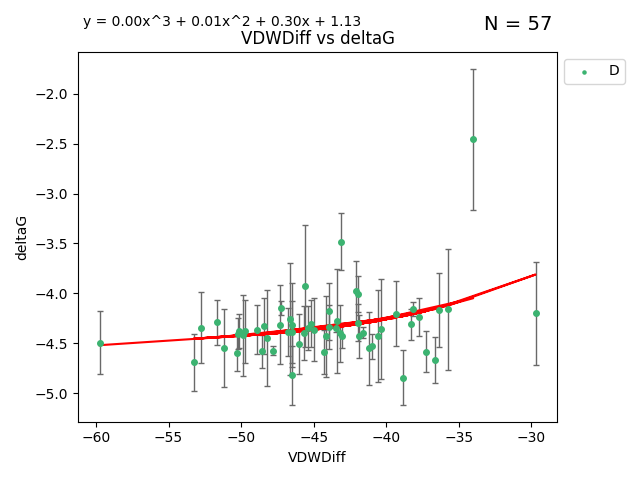 y = 0.00x^3 + 0.01x^2 + 0.30x + 1.13
N = 57
VDWDiff vs deltaG
D
deltaG
−2.0
−2.5
−3.0
−3.5
−4.0
−4.5
−5.0
−60
−55
−50
−45
−40
−35
−30
VDWDiff